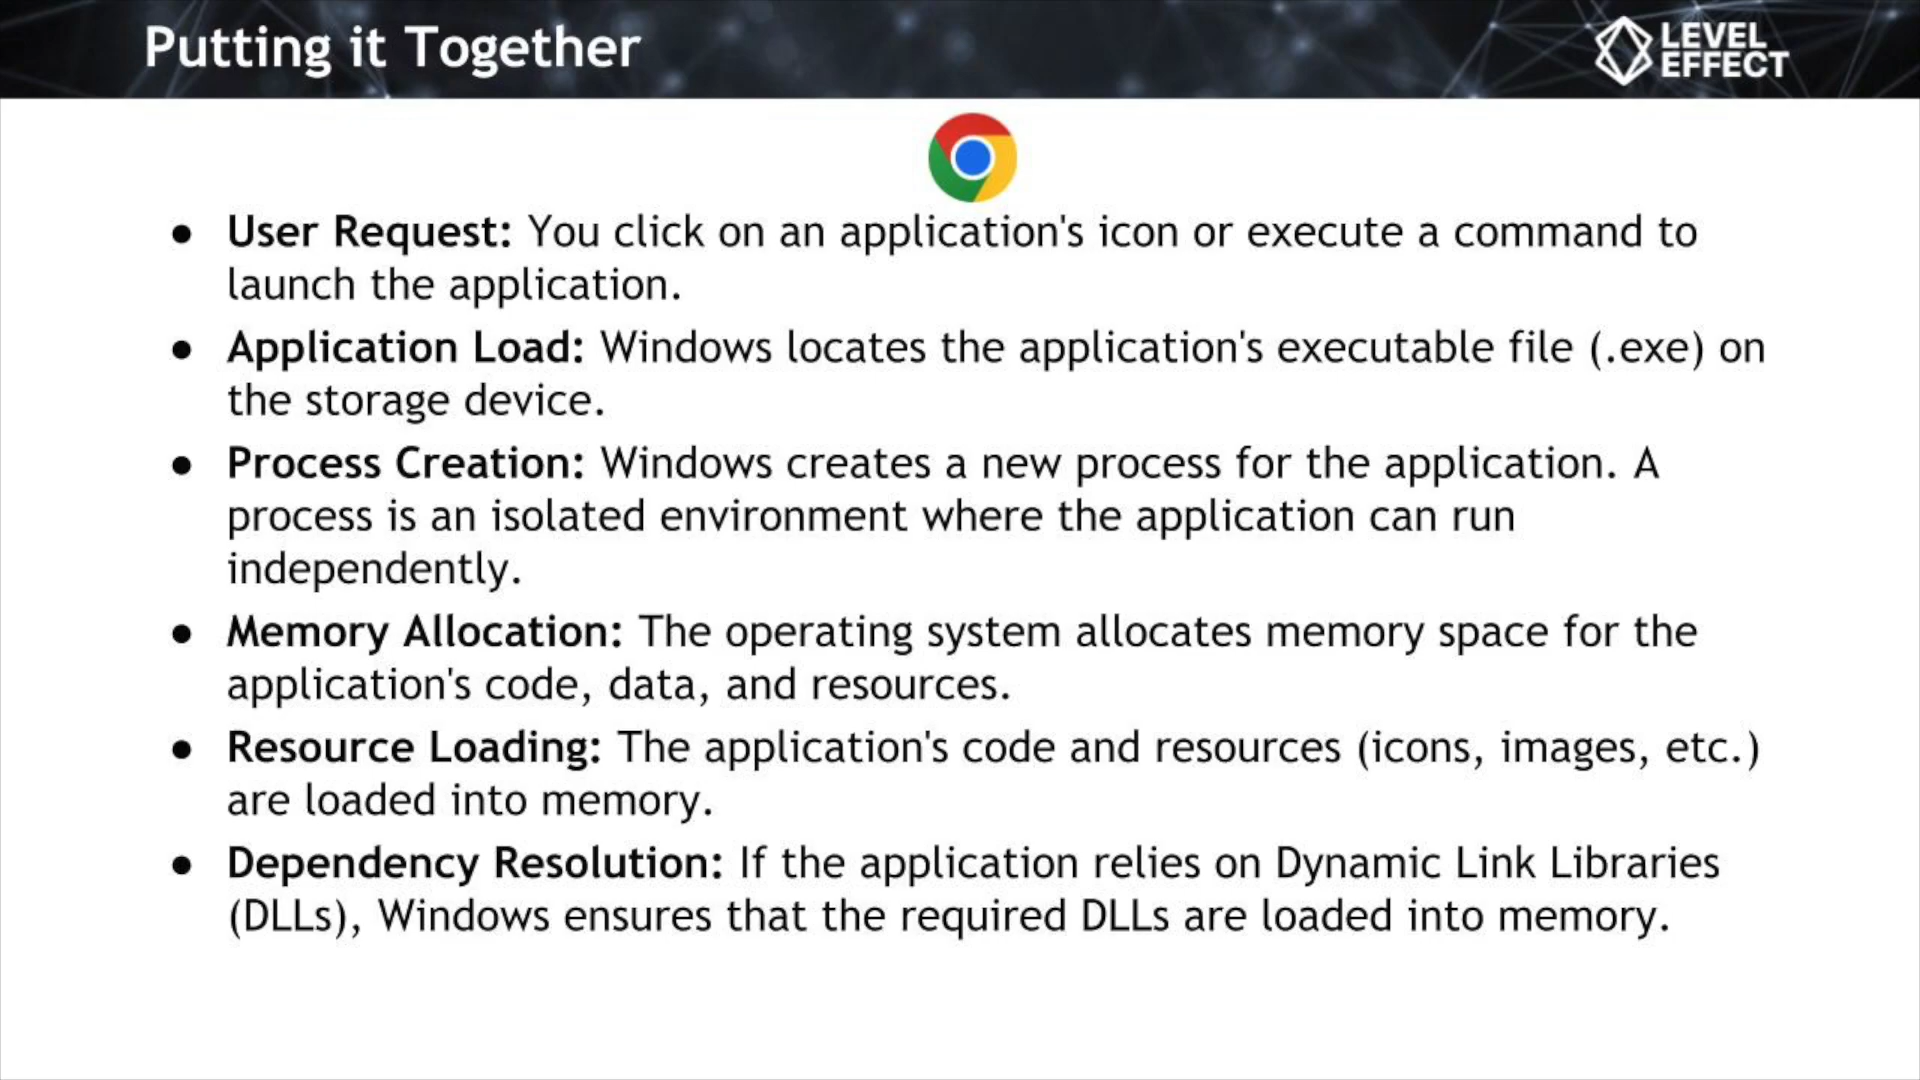 Putting it Together
LEVEL
EFFECT
● User Request: You click on an application's icon or execute a command to
launch the application.
● Application Load: Windows locates the application's executable file (.exe) on
the storage device.
● Process Creation: Windows creates a new process for the application. A
process is an isolated environment where the application can run
independently.
● Memory Allocation: The operating system allocates memory space for the
application's code, data, and resources.
● Resource Loading: The application's code and resources (icons, images, etc.)
are loaded into memory.
● Dependency Resolution: If the application relies on Dynamic Link Libraries
(DLLs), Windows ensures that the required DLLs are loaded into memory.